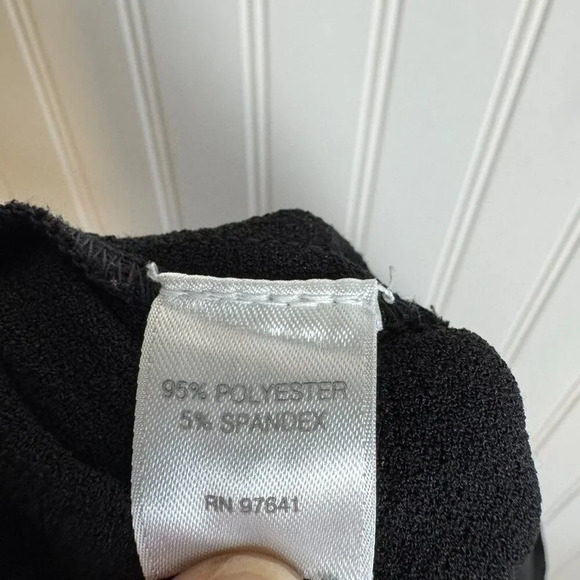 95% POLYESTER
5% SPANDEX
RN 97641